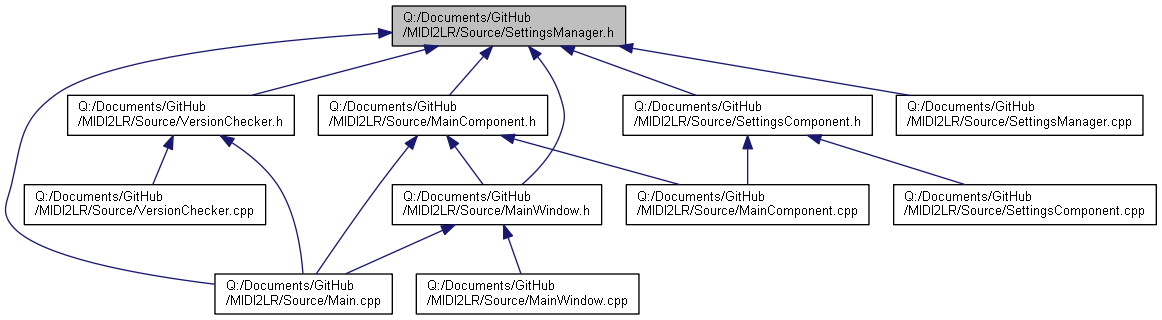 Q:/Documents/GitHub
/MIDI2LR/Source/SettingsManager.h
Q:/Documents/GitHub
/MIDI2LR/Source/VersionChecker.h
Q:/Documents/GitHub
/MIDI2LR/Source/MainComponent.h
Q:/Documents/GitHub
/MIDI2LR/Source/SettingsComponent.h
Q:/Documents/GitHub
/MIDI2LR/Source/SettingsManager.cpp
Q:/Documents/GitHub
/MIDI2LR/Source/VersionChecker.cpp
Q:/Documents/GitHub
/MIDI2LR/Source/MainWindow.h
Q:/Documents/GitHub
/MIDI2LR/Source/MainComponent.cpp
Q:/Documents/GitHub
/MIDI2LR/Source/SettingsComponent.cpp
Q:/Documents/GitHub
/MIDI2LR/Source/Main.cpp
Q:/Documents/GitHub
/MIDI2LR/Source/MainWindow.cpp